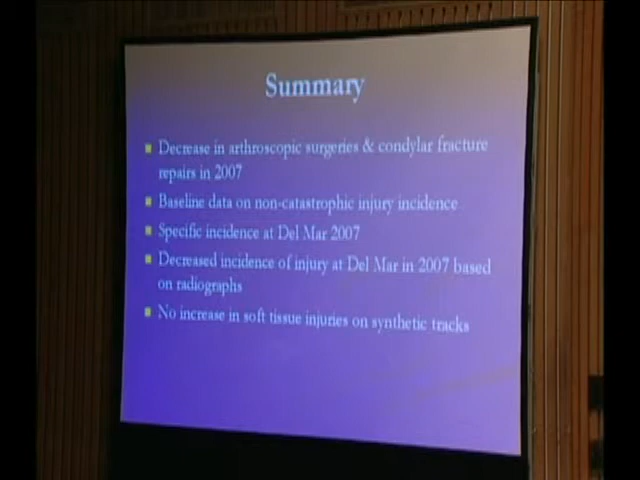 Summary
Decrease in arthroscopic surgeries & condylar fracture
repairs in 2007
Baseline data on non-catastrophic injury incidence
Specific incidence at Del Mar 2007
Decreased incidence of injury at Del Mar in 2007 based
on radiographs
No increase in soft tissue injuries on synthetic tracks